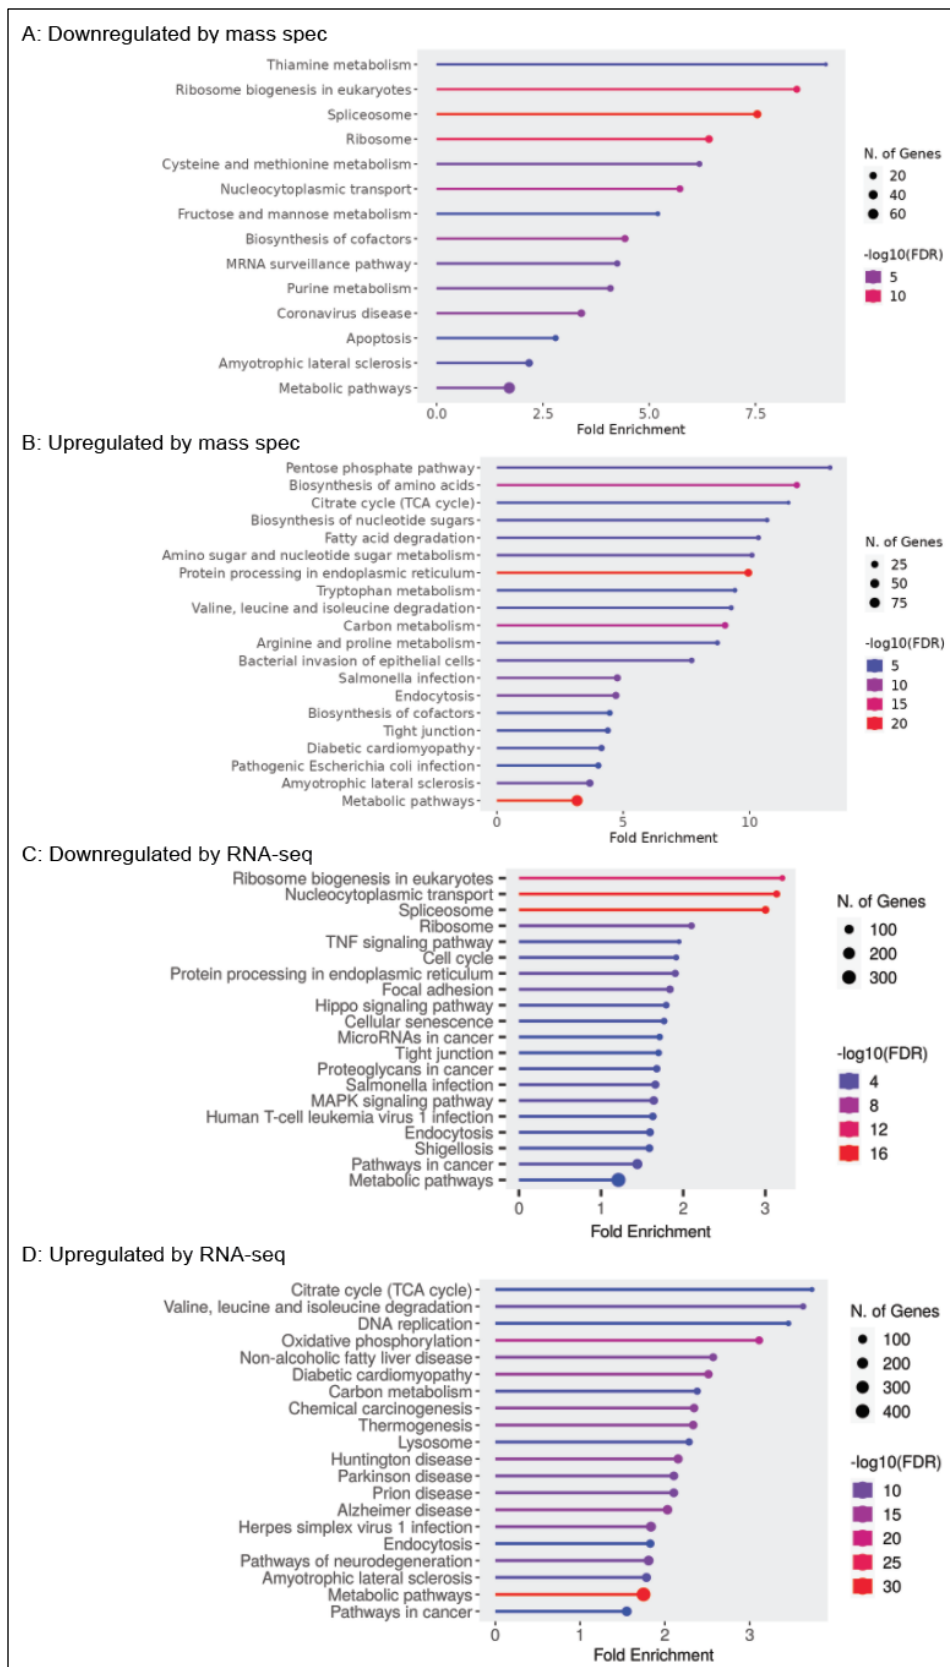 A: Downregulated by mass spec
Thiamine metabolism
Ribosome biogenesis in eukaryotes
Spliceosome
Ribosome
Cysteine and methionine metabolism
Nucleocytoplasmic transport
Fructose and mannose metabolism
Biosynthesis of cofactors
MRNA surveillance pathway
Purine metabolism
Coronavirus disease
Apoptosis
Amyotrophic lateral sclerosis
Metabolic pathways
0.0 2.5 5.0 7.5
Fold Enrichment
N. of Genes
20
40
60
-log10(FDR)
5
10
B: Upregulated by mass spec
Pentose phosphate pathway
Biosynthesis of amino acids
Citrate cycle (TCA cycle)
Biosynthesis of nucleotide sugars
Fatty acid degradation
Amino sugar and nucleotide sugar metabolism
Protein processing in endoplasmic reticulum
Tryptophan metabolism
Valine, leucine and isoleucine degradation
Carbon metabolism
Arginine and proline metabolism
Bacterial invasion of epithelial cells
Salmonella infection
Endocytosis
Biosynthesis of cofactors
Tight junction
Diabetic cardiomyopathy
Pathogenic Escherichia coli infection
Amyotrophic lateral sclerosis
Metabolic pathways
0 5 10
Fold Enrichment
N. of Genes
25
50
75
-log10(FDR)
5
10
15
20
C: Downregulated by RNA-seq
Ribosome biogenesis in eukaryotes
Nucleocytoplasmic transport
Spliceosome
Ribosome
TNF signaling pathway
Cell cycle
Protein processing in endoplasmic reticulum
Focal adhesion
Hippo signaling pathway
Cellular senescence
MicroRNAs in cancer
Tight junction
Proteoglycans in cancer
Salmonella infection
MAPK signaling pathway
Human T-cell leukemia virus 1 infection
Endocytosis
Shigellosis
Pathways in cancer
Metabolic pathways
0 1 2 3
Fold Enrichment
N. of Genes
100
200
300
-log10(FDR)
4
8
12
16
D: Upregulated by RNA-seq
Citrate cycle (TCA cycle)
Valine, leucine and isoleucine degradation
DNA replication
Oxidative phosphorylation
Non-alcoholic fatty liver disease
Diabetic cardiomyopathy
Carbon metabolism
Chemical carcinogenesis
Thermogenesis
Lysosome
Huntington disease
Parkinson disease
Prion disease
Alzheimer disease
Herpes simplex virus 1 infection
Endocytosis
Pathways of neurodegeneration
Amyotrophic lateral sclerosis
Metabolic pathways
Pathways in cancer
0 1 2 3
Fold Enrichment
N. of Genes
100
200
300
400
-log10(FDR)
10
15
20
25
30